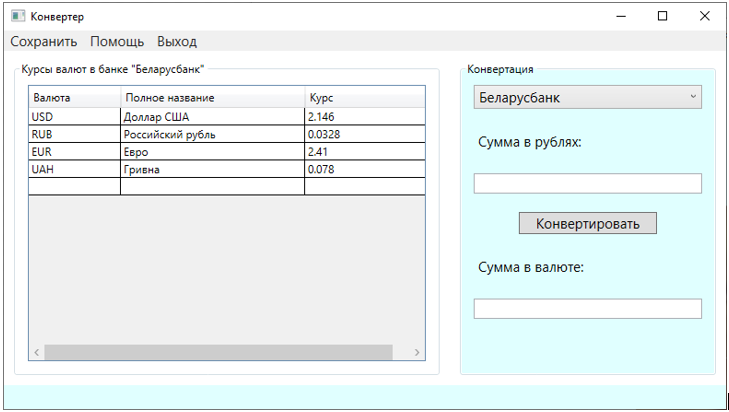 Конвертер
Сохранить Помощь Выход
Курсы валют в банке "Беларусбанк"
Валюта Полное название Курс
USD Доллар США 2.146
RUB Российский рубль 0.0328
EUR Евро 2.41
UAH Гривна 0.078
Конвертация
Беларусбанк
Сумма в рублях:
Конвертировать
Сумма в валюте: